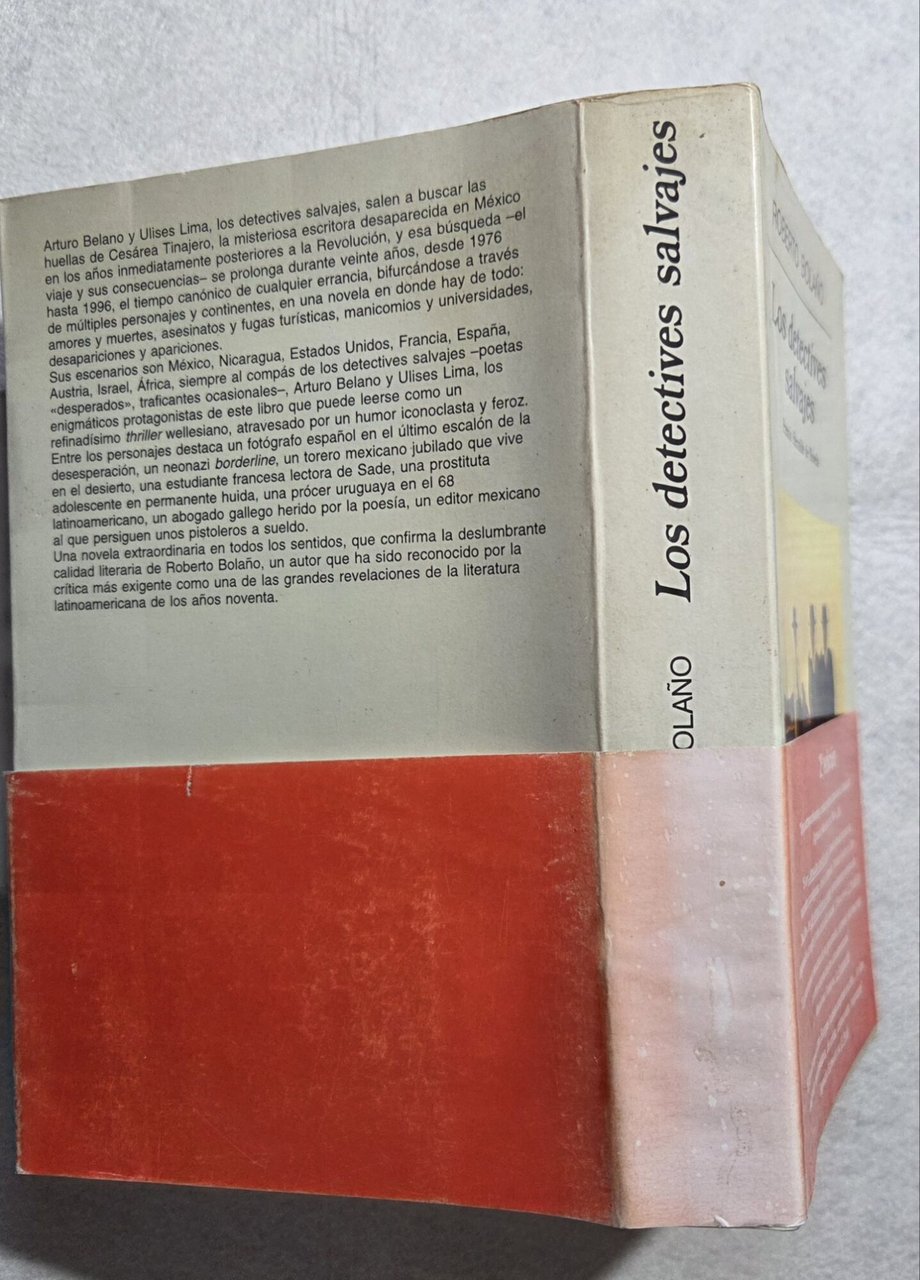 Arturo Belano y Ulises Lima, los detectives salvajes, salen a buscar las
huellas de Cesárea Tinajero, la misteriosa escritora desaparecida en México
en los años inmediatamente posteriores a la Revolución, y esa búsqueda –el
viaje y sus consecuencias– se prolonga durante veinte años, desde 1976
hasta 1996, el tiempo canónico de cualquier errancia, bifurcándose a través
de múltiples personajes y continentes, en una novela en donde hay de todo:
amores y muertes, asesinatos y fugas turísticas, manicomios y universidades,
desapariciones y apariciones.
Sus escenarios son México, Nicaragua, Estados Unidos, Francia, España,
Austria, Israel, África, siempre al compás de los detectives salvajes –poetas
«desperados», traficantes ocasionales–, Arturo Belano y Ulises Lima, los
enigmáticos protagonistas de este libro que puede leerse como un
refinadísimo thriller wellesiano, atravesado por un humor iconoclasta y feroz.
Entre los personajes destaca un fotógrafo español en el último escalón de la
desesperación, un neonazi borderline, un torero mexicano jubilado que vive
en el desierto, una estudiante francesa lectora de Sade, una prostituta
adolescente en permanente huida, una prócer uruguaya en el 68
latinoamericano, un abogado gallego herido por la poesía, un editor mexicano
al que persiguen unos pistoleros a sueldo.
Una novela extraordinaria en todos los sentidos, que confirma la deslumbrante
calidad literaria de Roberto Bolaño, un autor que ha sido reconocido por la
crítica más exigente como una de las grandes revelaciones de la literatura
latinoamericana de los años noventa.
OLAÑO Los detectives salvajes
ROBERTO BOLAÑO
Los detectives
salvajes